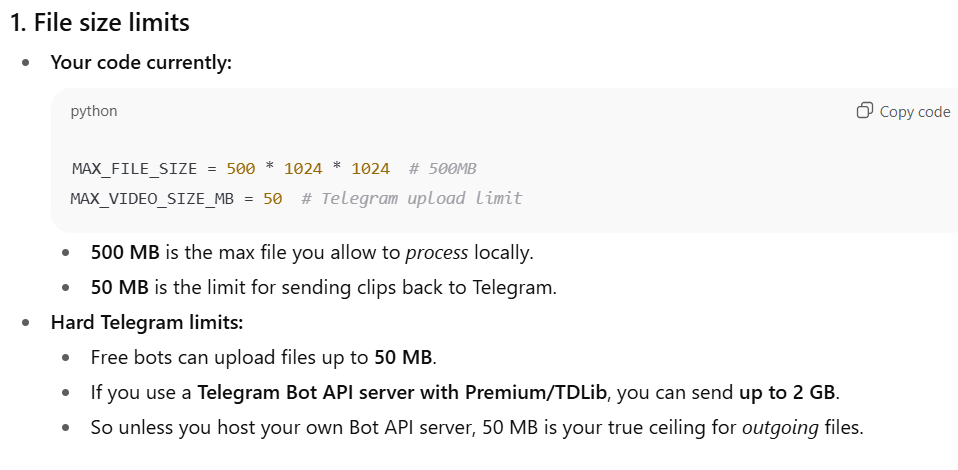 1. File size limits
Your code currently:
python
Copy code
MAX_FILE_SIZE = 500 * 1024 * 1024  # 500MB
MAX_VIDEO_SIZE_MB = 50  # Telegram upload limit
500 MB is the max file you allow to process locally.
50 MB is the limit for sending clips back to Telegram.
Hard Telegram limits:
Free bots can upload files up to 50 MB.
If you use a Telegram Bot API server with Premium/TDLib, you can send up to 2 GB.
So unless you host your own Bot API server, 50 MB is your true ceiling for outgoing files.